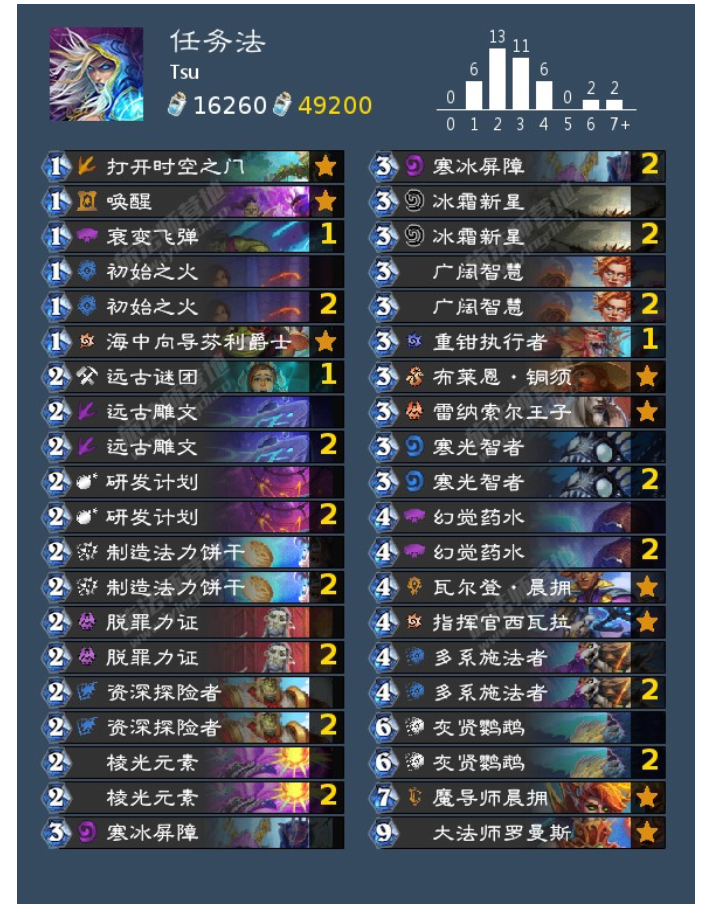 任务法
Tsu
16260 49200
13
11
6 6
0 0 2 2
0 1 2 3 4 5 6 7+
1 打开时空之门
1 唤醒
1 衰变飞弹 1
1 初始之火
1 初始之火 2
1 海中向导芬利爵士
2 远古谜团 1
2 远古雕文
2 远古雕文 2
2 研发计划
2 研发计划 2
2 制造法力饼干
2 制造法力饼干 2
2 脱罪力证
2 脱罪力证 2
2 资深探险者
2 资深探险者 2
2 棱光元素
2 棱光元素 2
3 寒冰屏障
3 寒冰屏障 2
3 冰霜新星
3 冰霜新星 2
3 广阔智慧
3 广阔智慧 2
3 重钳执行者 1
3 布莱恩·铜须
3 雷纳索尔王子
3 寒光智者
3 寒光智者 2
4 幻觉药水
4 幻觉药水 2
4 瓦尔登·晨拥
4 指挥官西瓦拉
4 多系施法者
4 多系施法者 2
6 灰贤鹦鹉
6 灰贤鹦鹉 2
7 魔导师晨拥
9 大法师罗曼斯